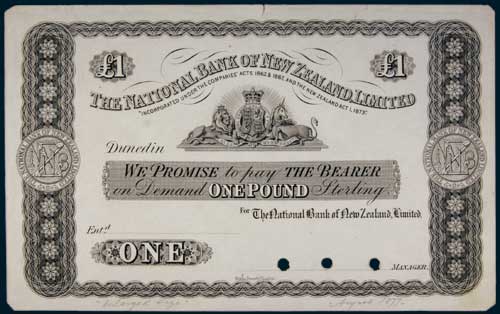 £1
£1
THE NATIONAL BANK OF NEW ZEALAND LIMITED
"INCORPORATED UNDER THE COMPANIES' ACTS 1862 & 1867, AND THE NEW ZEALAND ACT 1, 1873."
Dunedin
WE PROMISE to pay THE BEARER
on Demand ONE POUND Sterling.
For The National Bank of New Zealand, Limited.
Ent.d
ONE
MANAGER.
August 1877